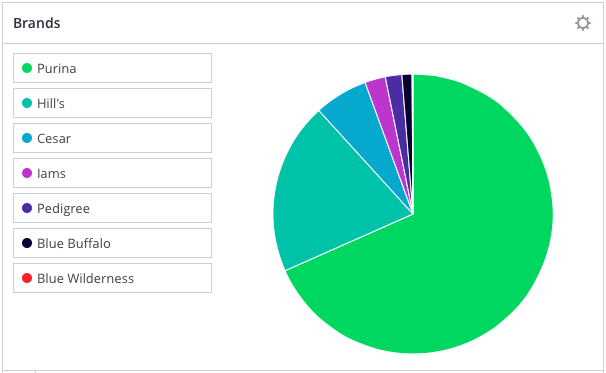 Brands
Purina
Hill's
Cesar
Iams
Pedigree
Blue Buffalo
Blue Wilderness